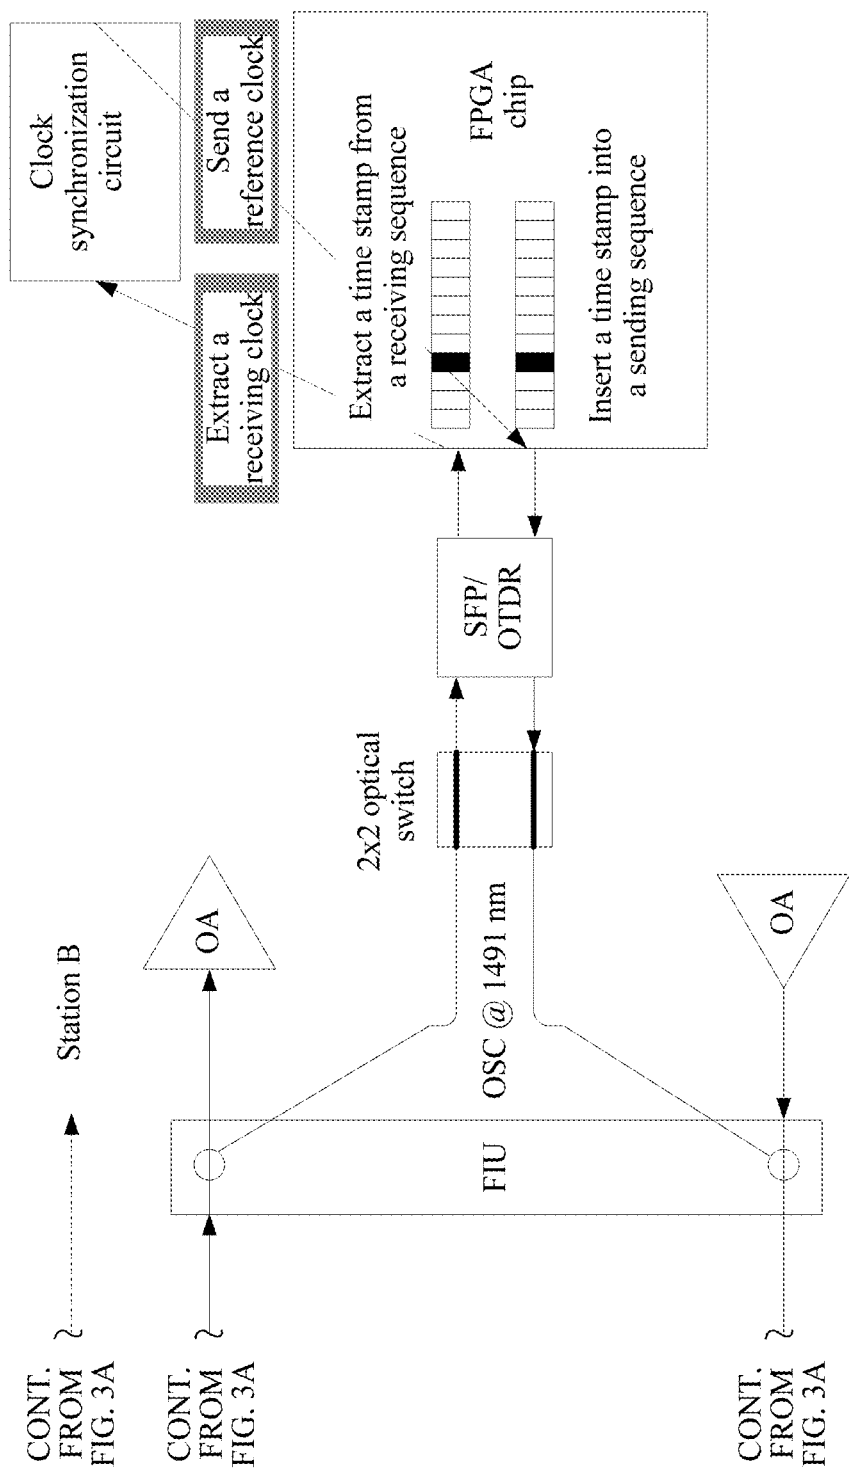 CONT.
FROM
FIG. 3A
Station B
CONT.
FROM
FIG. 3A
OA
FIU
OSC @ 1491 nm
2x2 optical
switch
SFP/
OTDR
Clock
synchronization
circuit
Extract a
receiving clock
Send a
reference clock
Extract a time stamp from
a receiving sequence
FPGA
chip
Insert a time stamp into
a sending sequence
CONT.
FROM
FIG. 3A
OA